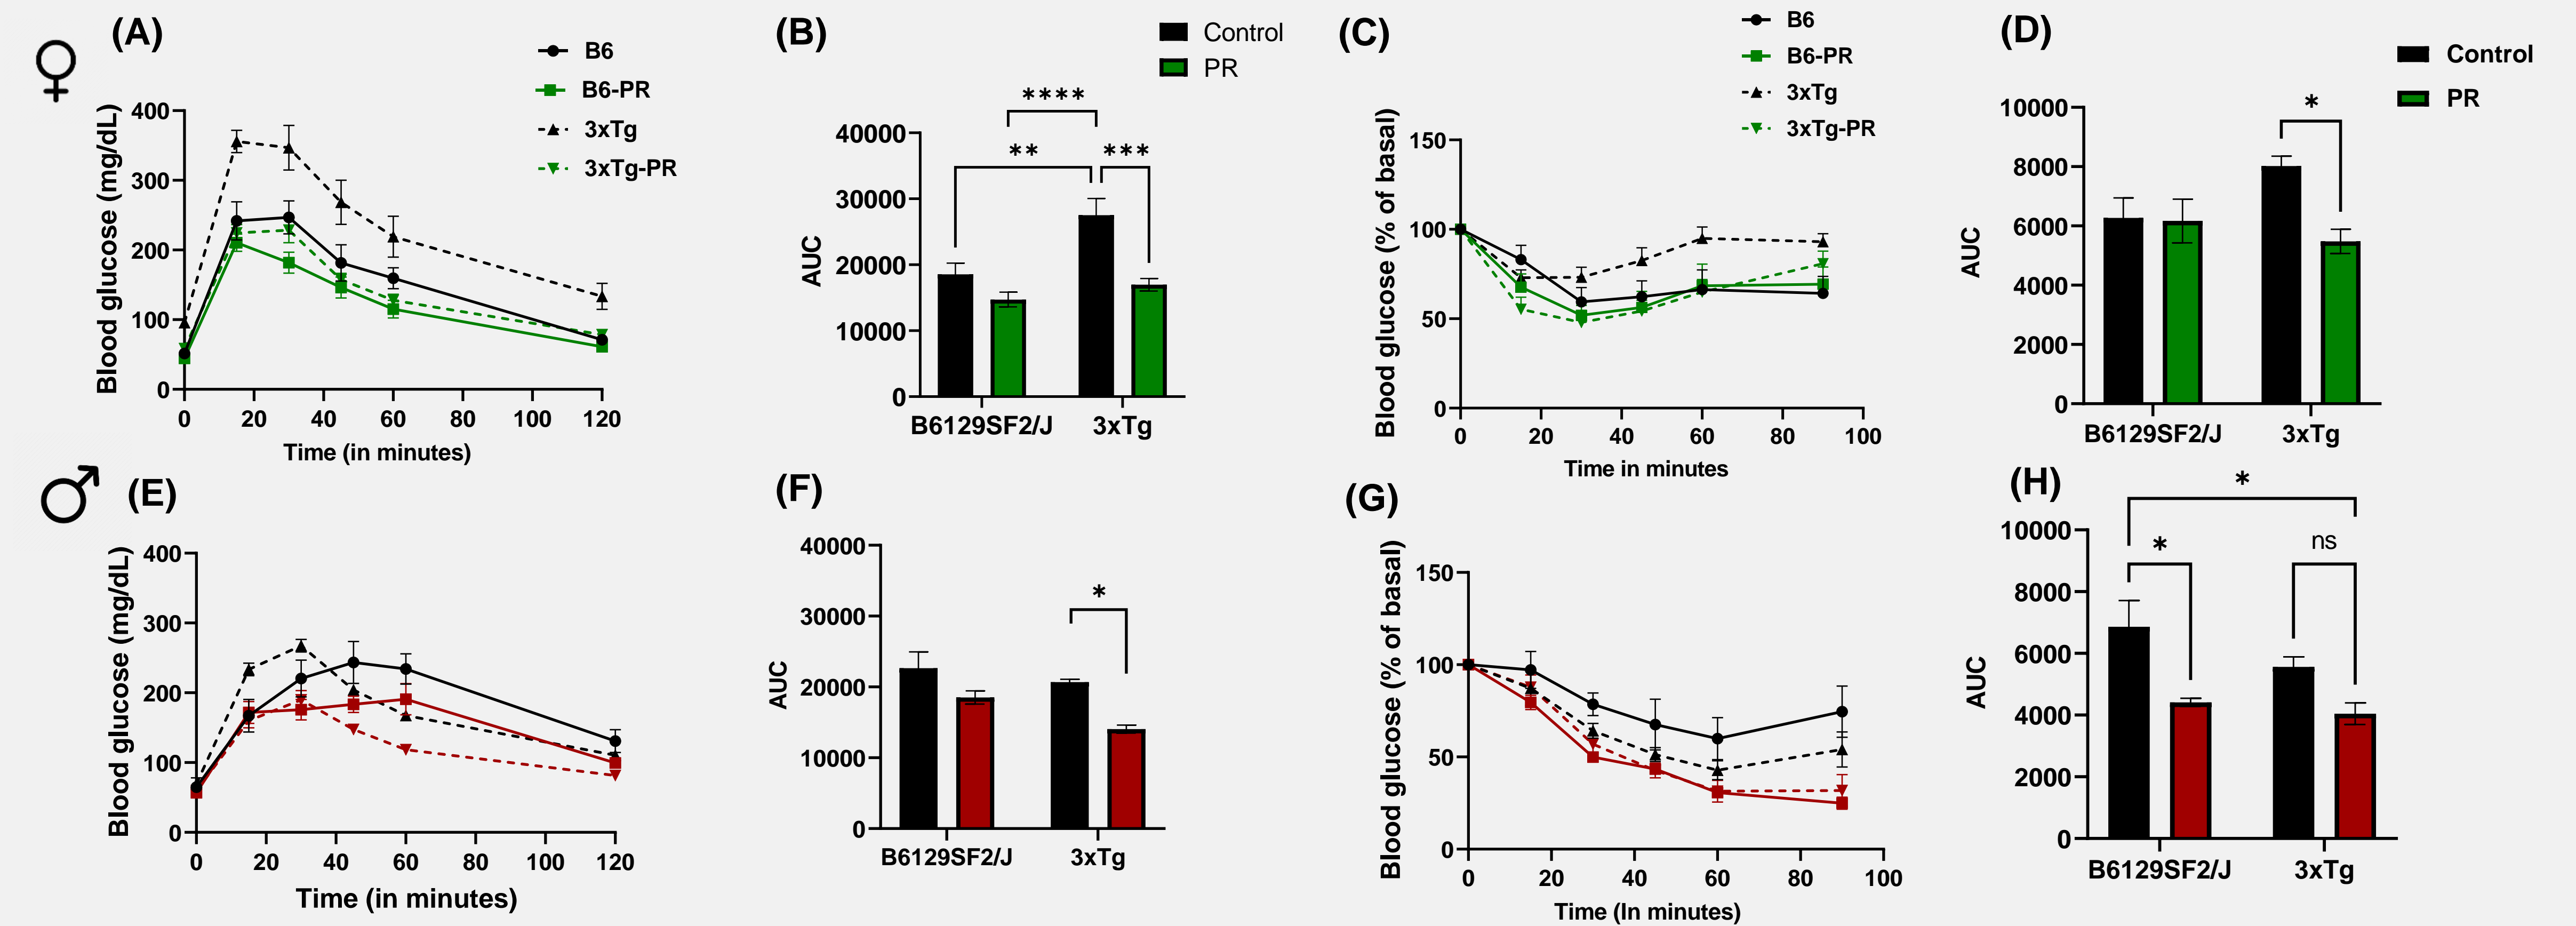 (A)
B6
B6-PR
3xTg
3xTg-PR
Blood glucose (mg/dL)
400
300
200
100
0
0 20 40 60 80 100 120
Time (in minutes)
(B)
Control
PR
****
** ***
AUC
40000
30000
20000
10000
0
B6129SF2/J 3xTg
(C)
B6
B6-PR
3xTg
3xTg-PR
Blood glucose (% of basal)
150
100
50
0
0 20 40 60 80 100
Time in minutes
(D)
Control
PR
*
AUC
10000
8000
6000
4000
2000
0
B6129SF2/J 3xTg
(E)
Blood glucose (mg/dL)
400
300
200
100
0
0 20 40 60 80 100 120
Time (in minutes)
(F)
*
AUC
40000
30000
20000
10000
0
B6129SF2/J 3xTg
(G)
Blood glucose (% of basal)
150
100
50
0
0 20 40 60 80 100
Time (In minutes)
(H)
*
* ns
AUC
10000
8000
6000
4000
2000
0
B6129SF2/J 3xTg